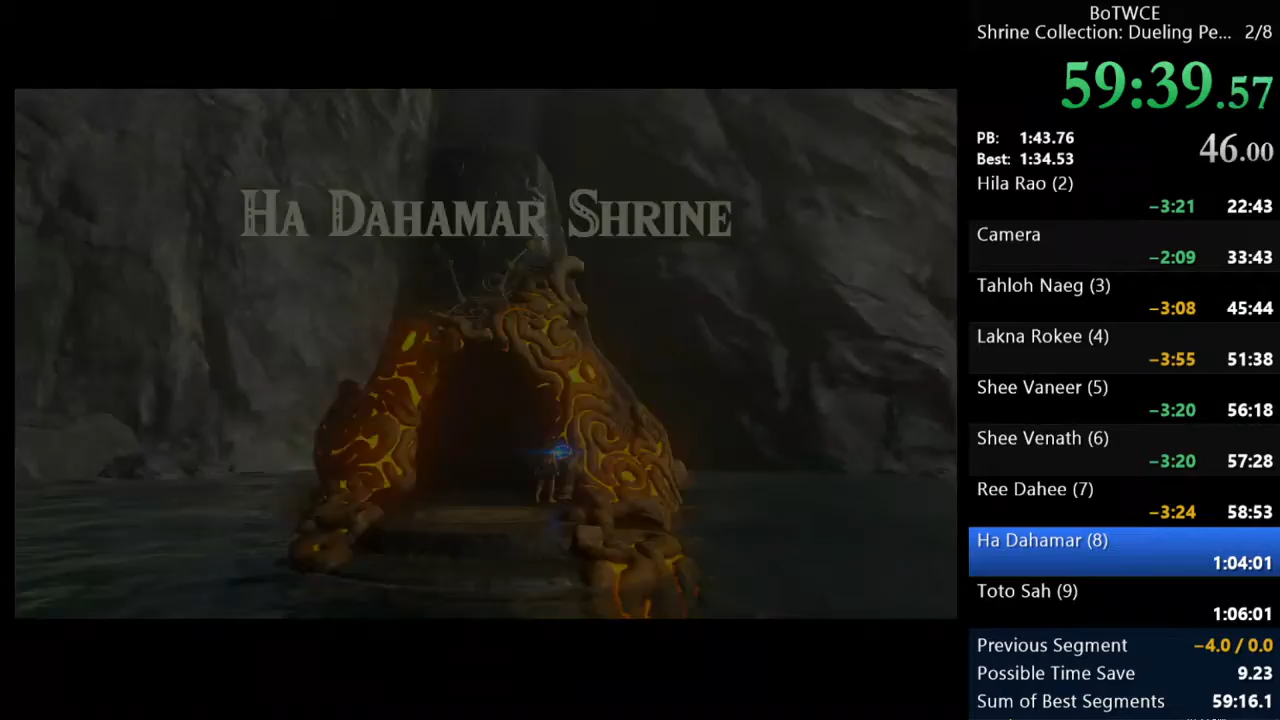 BoTWCE
Shrine Collection: Dueling Pe... 2/8
59:39.57
PB: 1:43.76
Best: 1:34.53
46.00
Hila Rao (2)
−3:21 22:43
Camera
−2:09 33:43
Tahloh Naeg (3)
−3:08 45:44
Lakna Rokee (4)
−3:55 51:38
Shee Vaneer (5)
−3:20 56:18
Shee Venath (6)
−3:20 57:28
Ree Dahee (7)
−3:24 58:53
Ha Dahamar (8)
1:04:01
Toto Sah (9)
1:06:01
Previous Segment −4.0 / 0.0
Possible Time Save 9.23
Sum of Best Segments 59:16.1
Ha Dahamar Shrine